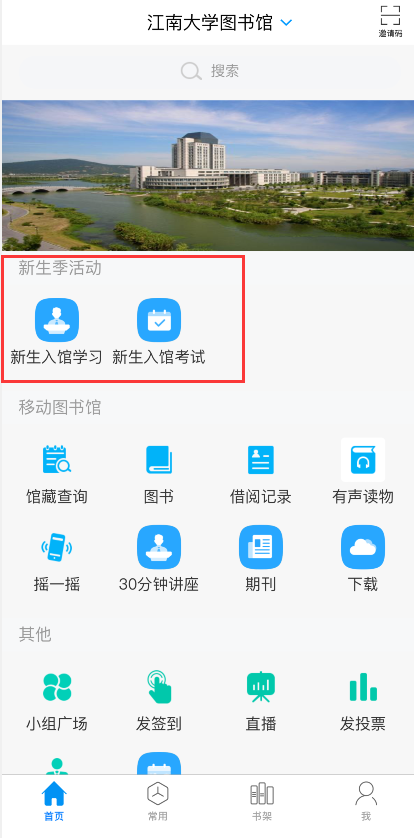 江南大学图书馆
邀请码
搜索
新生季活动
新生入馆学习 新生入馆考试
移动图书馆
馆藏查询 图书 借阅记录 有声读物
摇一摇 30分钟讲座 期刊 下载
其他
小组广场 发签到 直播 发投票
首页 常用 书架 我